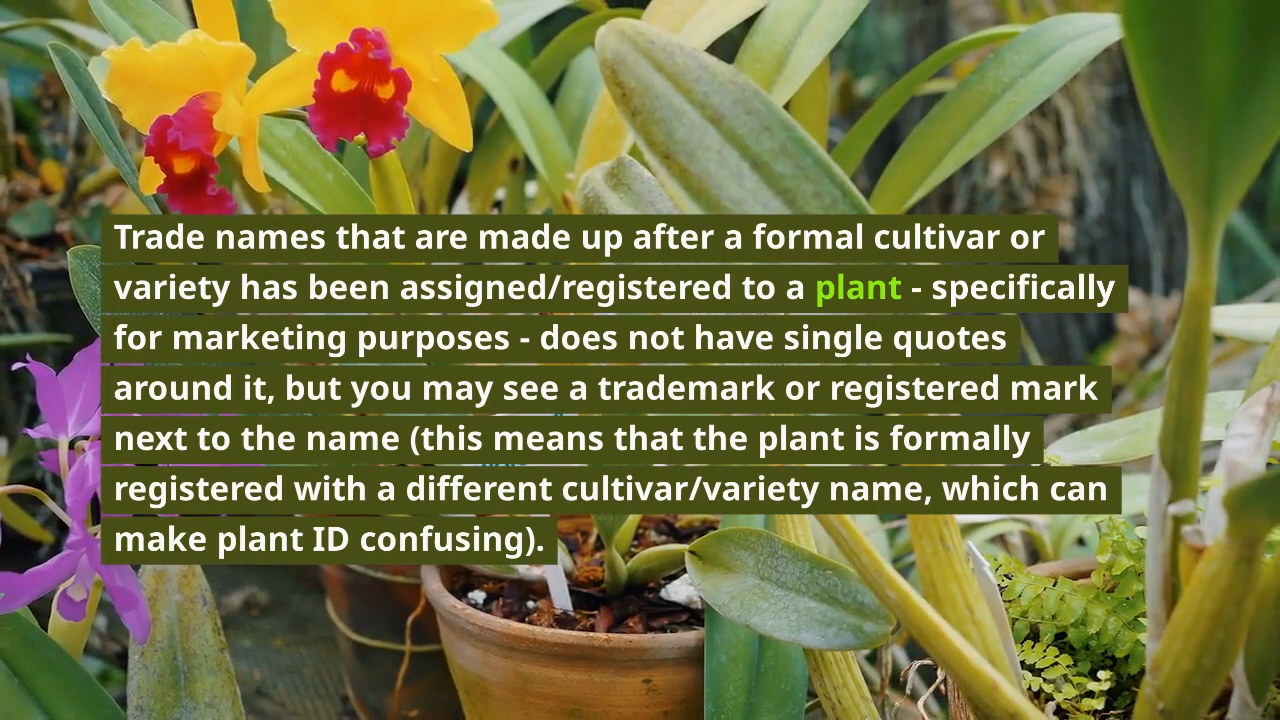 Trade names that are made up after a formal cultivar or
variety has been assigned/registered to a plant - specifically
for marketing purposes - does not have single quotes
around it, but you may see a trademark or registered mark
next to the name (this means that the plant is formally
registered with a different cultivar/variety name, which can
make plant ID confusing).